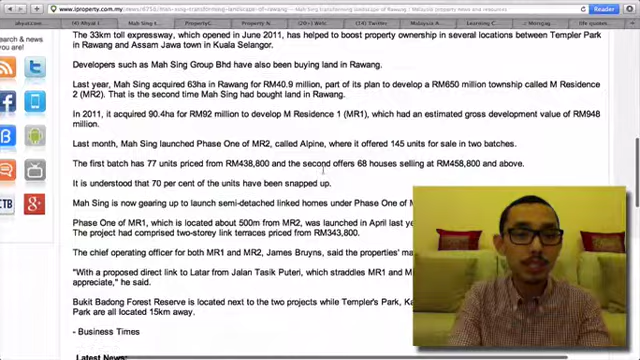 www.iproperty.com.my
Reader
The 33km toll expressway, which opened in June 2011, has helped to boost property ownership in several locations between Templer Park
in Rawang and Assam Jawa town in Kuala Selangor.
Developers such as Mah Sing Group Bhd have also been buying land in Rawang.
Last year, Mah Sing acquired 63ha in Rawang for RM40.9 million, part of its plan to develop a RM650 million township called M Residence
2 (MR2). That is the second time Mah Sing had bought land in Rawang.
In 2011, it acquired 90.4ha for RM92 million to develop M Residence 1 (MR1), which had an estimated gross development value of RM948
million.
Last month, Mah Sing launched Phase One of MR2, called Alpine, where it offered 145 units for sale in two batches.
The first batch has 77 units priced from RM438,800 and the second offers 68 houses selling at RM458,800 and above.
It is understood that 70 per cent of the units have been snapped up.
Mah Sing is now gearing up to launch semi-detached linked homes under Phase One of M
Phase One of MR1, which is located about 500m from MR2, was launched in April last ye
The project had comprised two-storey link terraces priced from RM343,800.
The chief operating officer for both MR1 and MR2, James Bruyns, said the properties' ma
"With a proposed direct link to Latar from Jalan Tasik Puteri, which straddles MR1 and M
appreciate," he said.
Bukit Badong Forest Reserve is located next to the two projects while Templer's Park, Ka
Park are all located 15km away.
- Business Times
Latest News:
search &
news